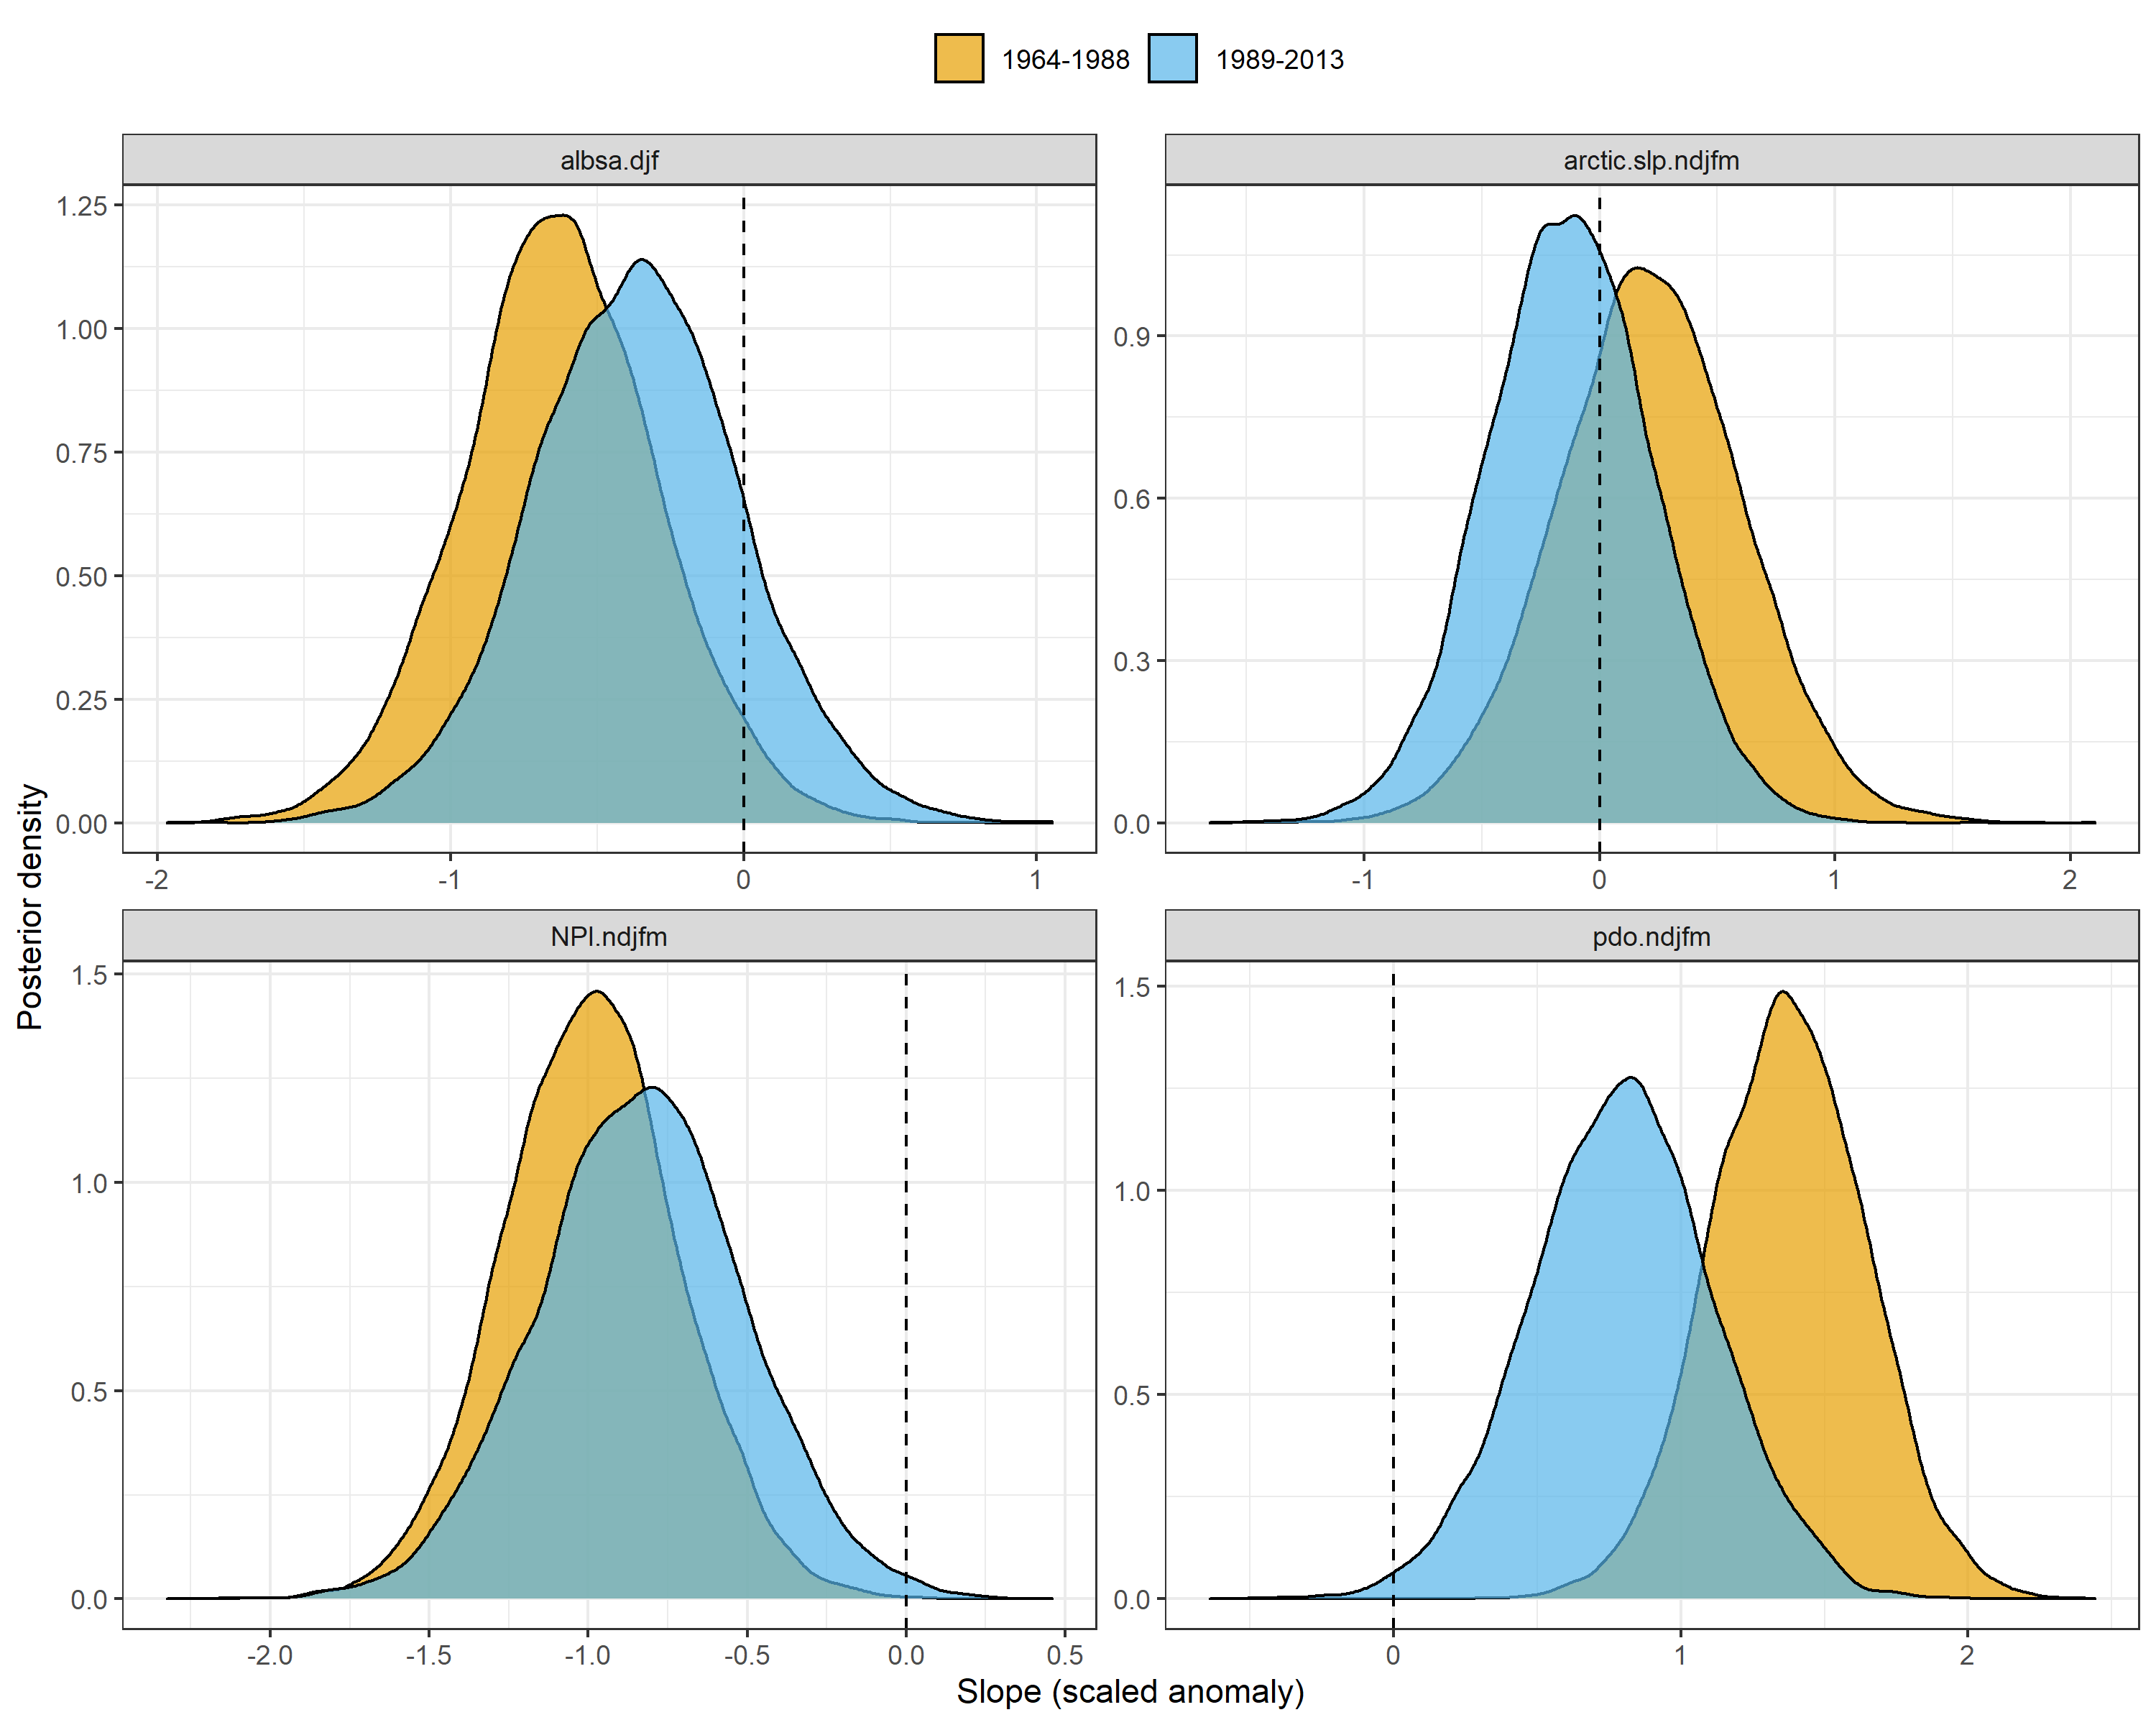 1964-1988 1989-2013
albsa.djf arctic.slp.ndjfm
1.25
1.00
0.75
0.50
0.25
0.00
0.9
0.6
0.3
0.0
-2 -1 0 1
-1 0 1 2
Posterior density
NPI.ndjfm pdo.ndjfm
1.5
1.0
0.5
0.0
1.5
1.0
0.5
0.0
-2.0 -1.5 -1.0 -0.5 0.0 0.5
0 1 2
Slope (scaled anomaly)